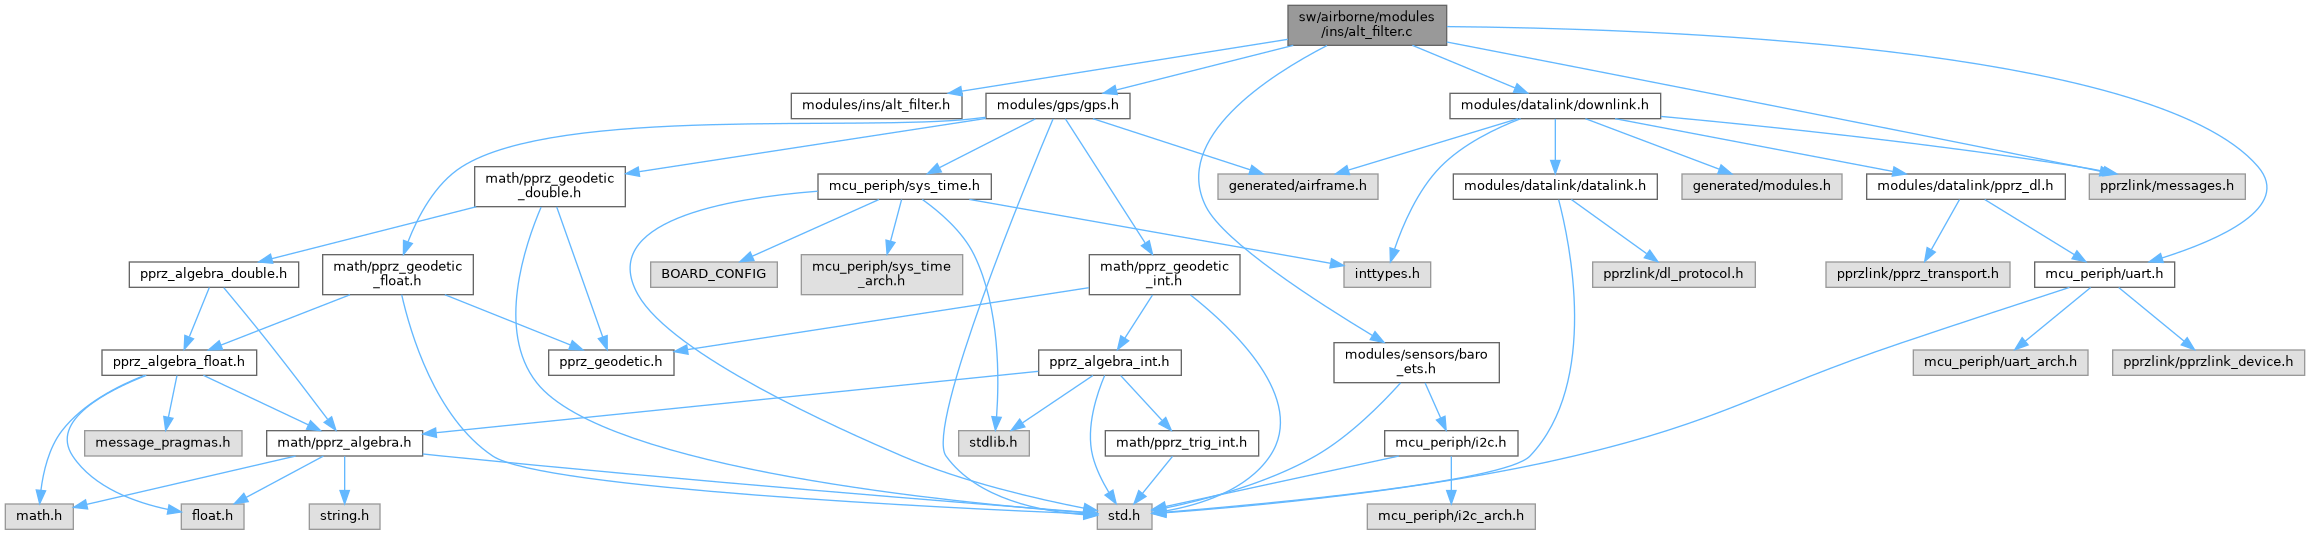 sw/airborne/modules
/ins/alt_filter.c
modules/ins/alt_filter.h
modules/gps/gps.h
modules/datalink/downlink.h
math/pprz_geodetic
_double.h
mcu_periph/sys_time.h
generated/airframe.h
modules/datalink/datalink.h
generated/modules.h
modules/datalink/pprz_dl.h
pprzlink/messages.h
pprz_algebra_double.h
math/pprz_geodetic
_float.h
BOARD_CONFIG
mcu_periph/sys_time
_arch.h
math/pprz_geodetic
_int.h
inttypes.h
pprzlink/dl_protocol.h
pprzlink/pprz_transport.h
mcu_periph/uart.h
pprz_algebra_float.h
pprz_geodetic.h
pprz_algebra_int.h
modules/sensors/baro
_ets.h
mcu_periph/uart_arch.h
pprzlink/pprzlink_device.h
message_pragmas.h
math/pprz_algebra.h
stdlib.h
math/pprz_trig_int.h
mcu_periph/i2c.h
math.h
float.h
string.h
std.h
mcu_periph/i2c_arch.h